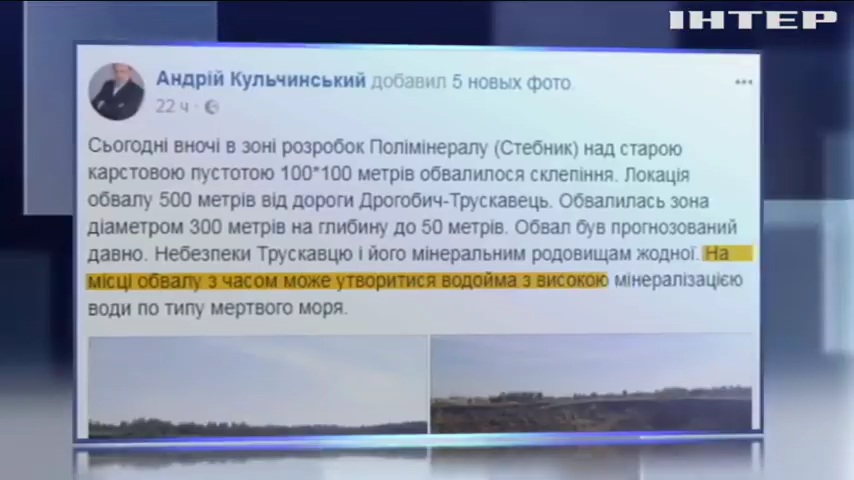 ІНТЕР
Андрій Кульчинський добавил 5 новых фото.
22 ч ·
Сьогодні вночі в зоні розробок Полімінералу (Стебник) над старою
карстовою пустотою 100*100 метрів обвалилося склепіння. Локація
обвалу 500 метрів від дороги Дрогобич-Трускавець. Обвалилась зона
діаметром 300 метрів на глибину до 50 метрів. Обвал був прогнозований
давно. Небезпеки Трускавцю і його мінеральним родовищам жодної. На
місці обвалу з часом може утворитися водойма з високою мінералізацією
води по типу мертвого моря.